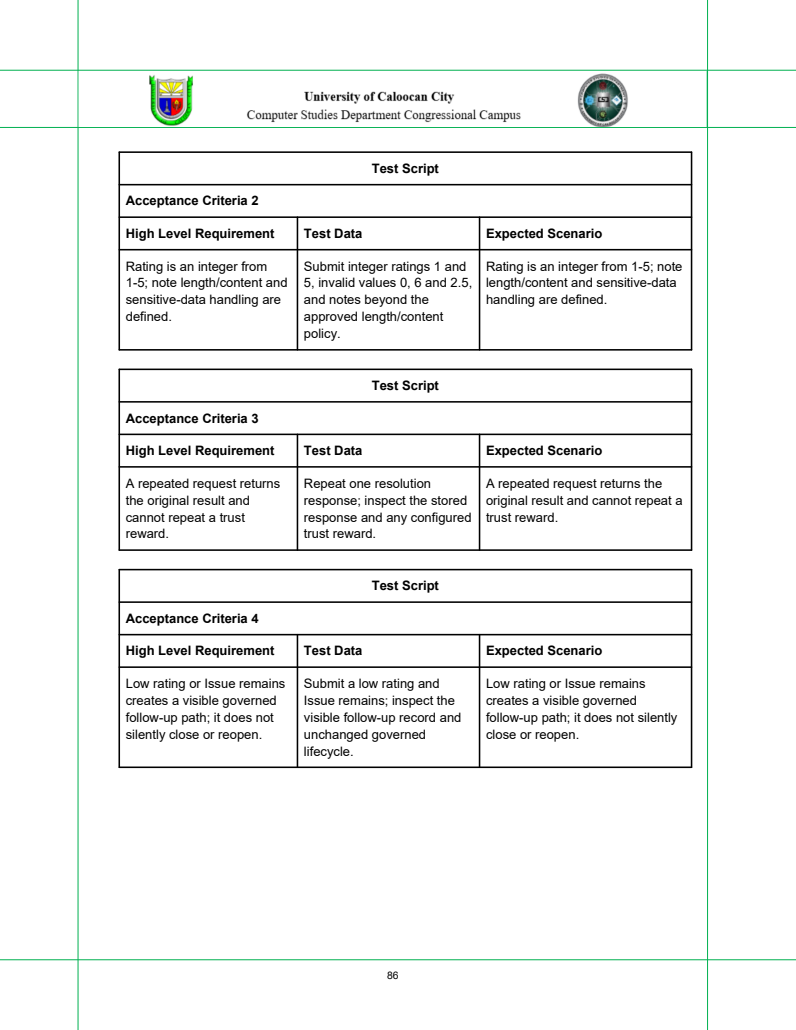 University of Caloocan City
Computer Studies Department Congressional Campus
Test Script
Acceptance Criteria 2
High Level Requirement
Test Data
Expected Scenario
Rating is an integer from
1-5; note length/content and
sensitive-data handling are
defined.
Submit integer ratings 1 and
5, invalid values 0, 6 and 2.5,
and notes beyond the
approved length/content
policy.
Rating is an integer from 1-5; note
length/content and sensitive-data
handling are defined.
Test Script
Acceptance Criteria 3
High Level Requirement
Test Data
Expected Scenario
A repeated request returns
the original result and
cannot repeat a trust
reward.
Repeat one resolution
response; inspect the stored
response and any configured
trust reward.
A repeated request returns the
original result and cannot repeat a
trust reward.
Test Script
Acceptance Criteria 4
High Level Requirement
Test Data
Expected Scenario
Low rating or Issue remains
creates a visible governed
follow-up path; it does not
silently close or reopen.
Submit a low rating and
Issue remains; inspect the
visible follow-up record and
unchanged governed
lifecycle.
Low rating or Issue remains
creates a visible governed
follow-up path; it does not silently
close or reopen.
86